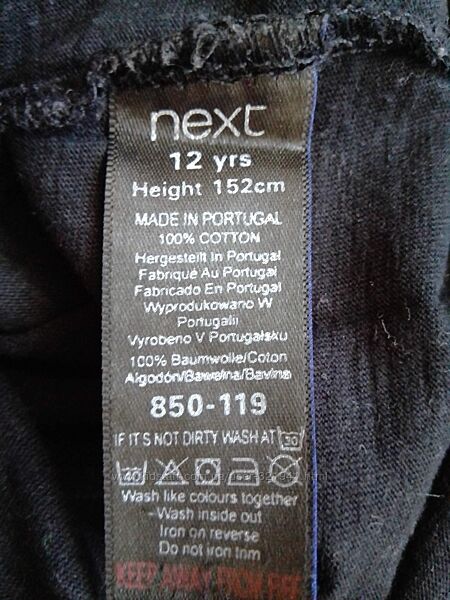 next
12 yrs
Height 152cm
MADE IN PORTUGAL
100% COTTON
Hergestellt In Portugal
Fabriqué Au Portugal
Fabricado En Portugal
Wyprodukowano W
Portugalii
Vyrobeno V Portugalsku
100% Baumwolle/Coton
Algodón/Bawełna/Bavlna
850-119
IF IT'S NOT DIRTY WASH AT 30
40
Wash like colours together
-Wash inside out
Iron on reverse
Do not iron trim
KEEP AWAY FROM FIRE